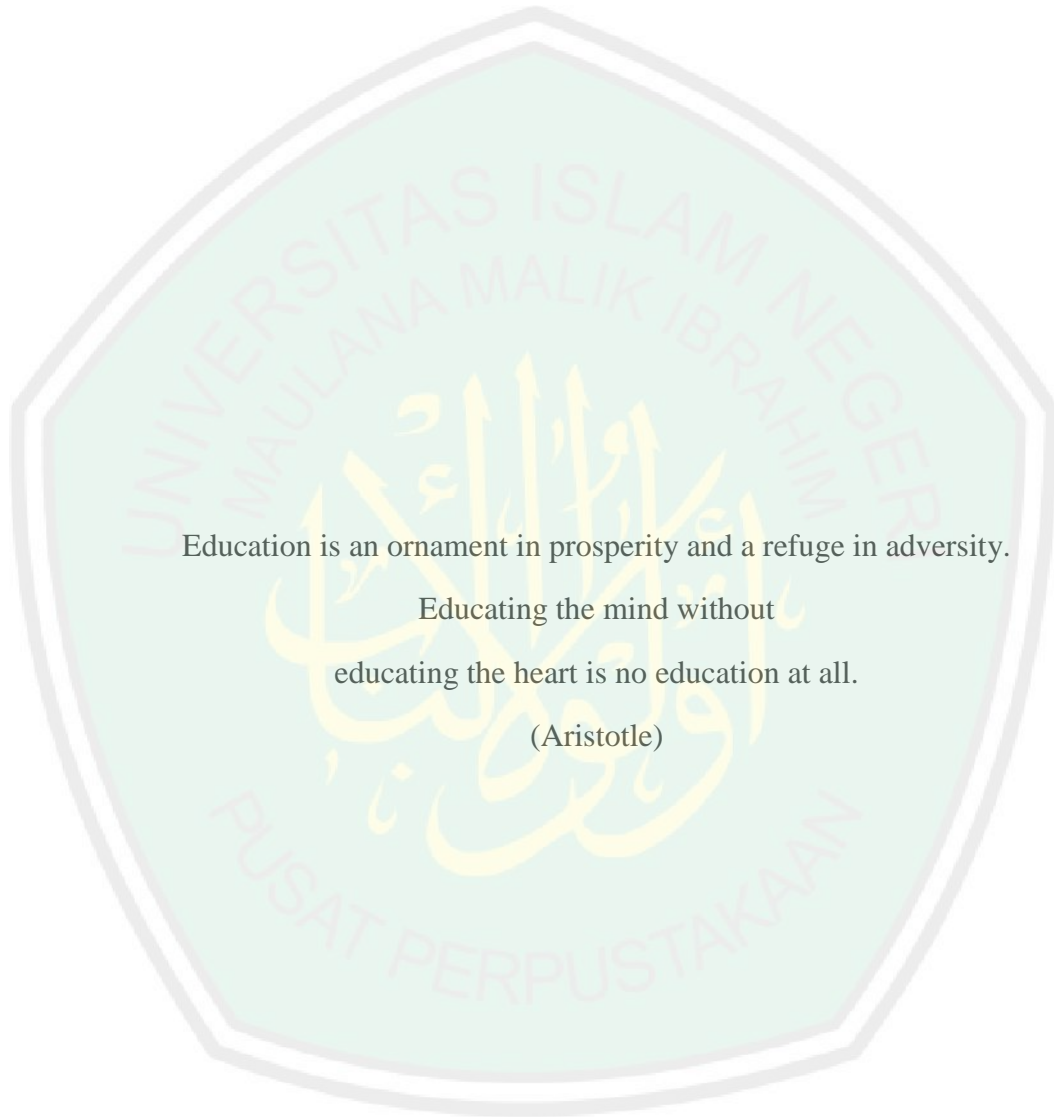 UNIVERSITAS ISLAM NEGERI
MAULANA MALIK IBRAHIM
Education is an ornament in prosperity and a refuge in adversity.
Educating the mind without
educating the heart is no education at all.
(Aristotle)
PUSAT PERPUSTAKAAN